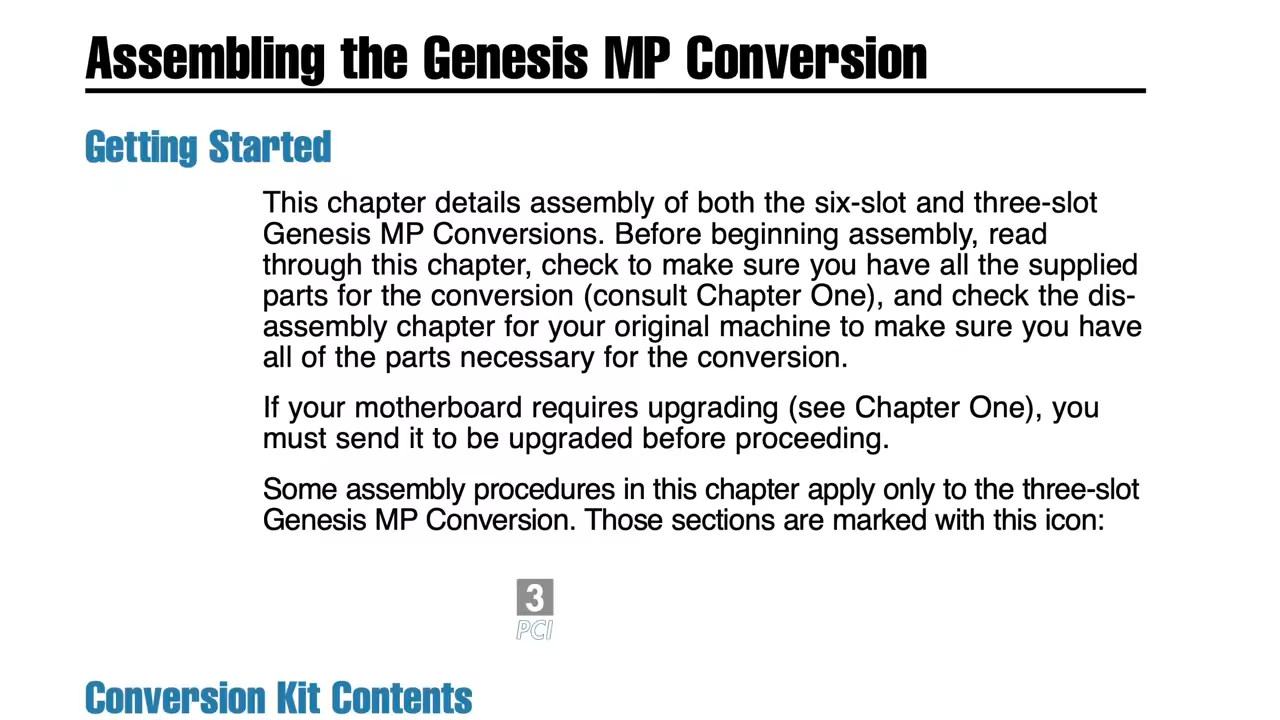 Assembling the Genesis MP Conversion
Getting Started
This chapter details assembly of both the six-slot and three-slot
Genesis MP Conversions. Before beginning assembly, read
through this chapter, check to make sure you have all the supplied
parts for the conversion (consult Chapter One), and check the dis-
assembly chapter for your original machine to make sure you have
all of the parts necessary for the conversion.
If your motherboard requires upgrading (see Chapter One), you
must send it to be upgraded before proceeding.
Some assembly procedures in this chapter apply only to the three-slot
Genesis MP Conversion. Those sections are marked with this icon:
3
PCI
Conversion Kit Contents